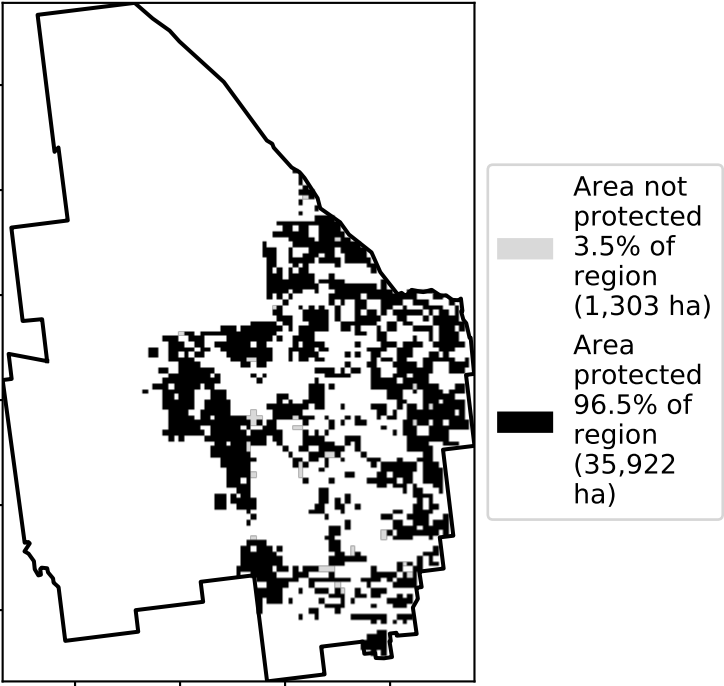 Area not
protected
3.5% of
region
(1,303 ha)
Area
protected
96.5% of
region
(35,922
ha)